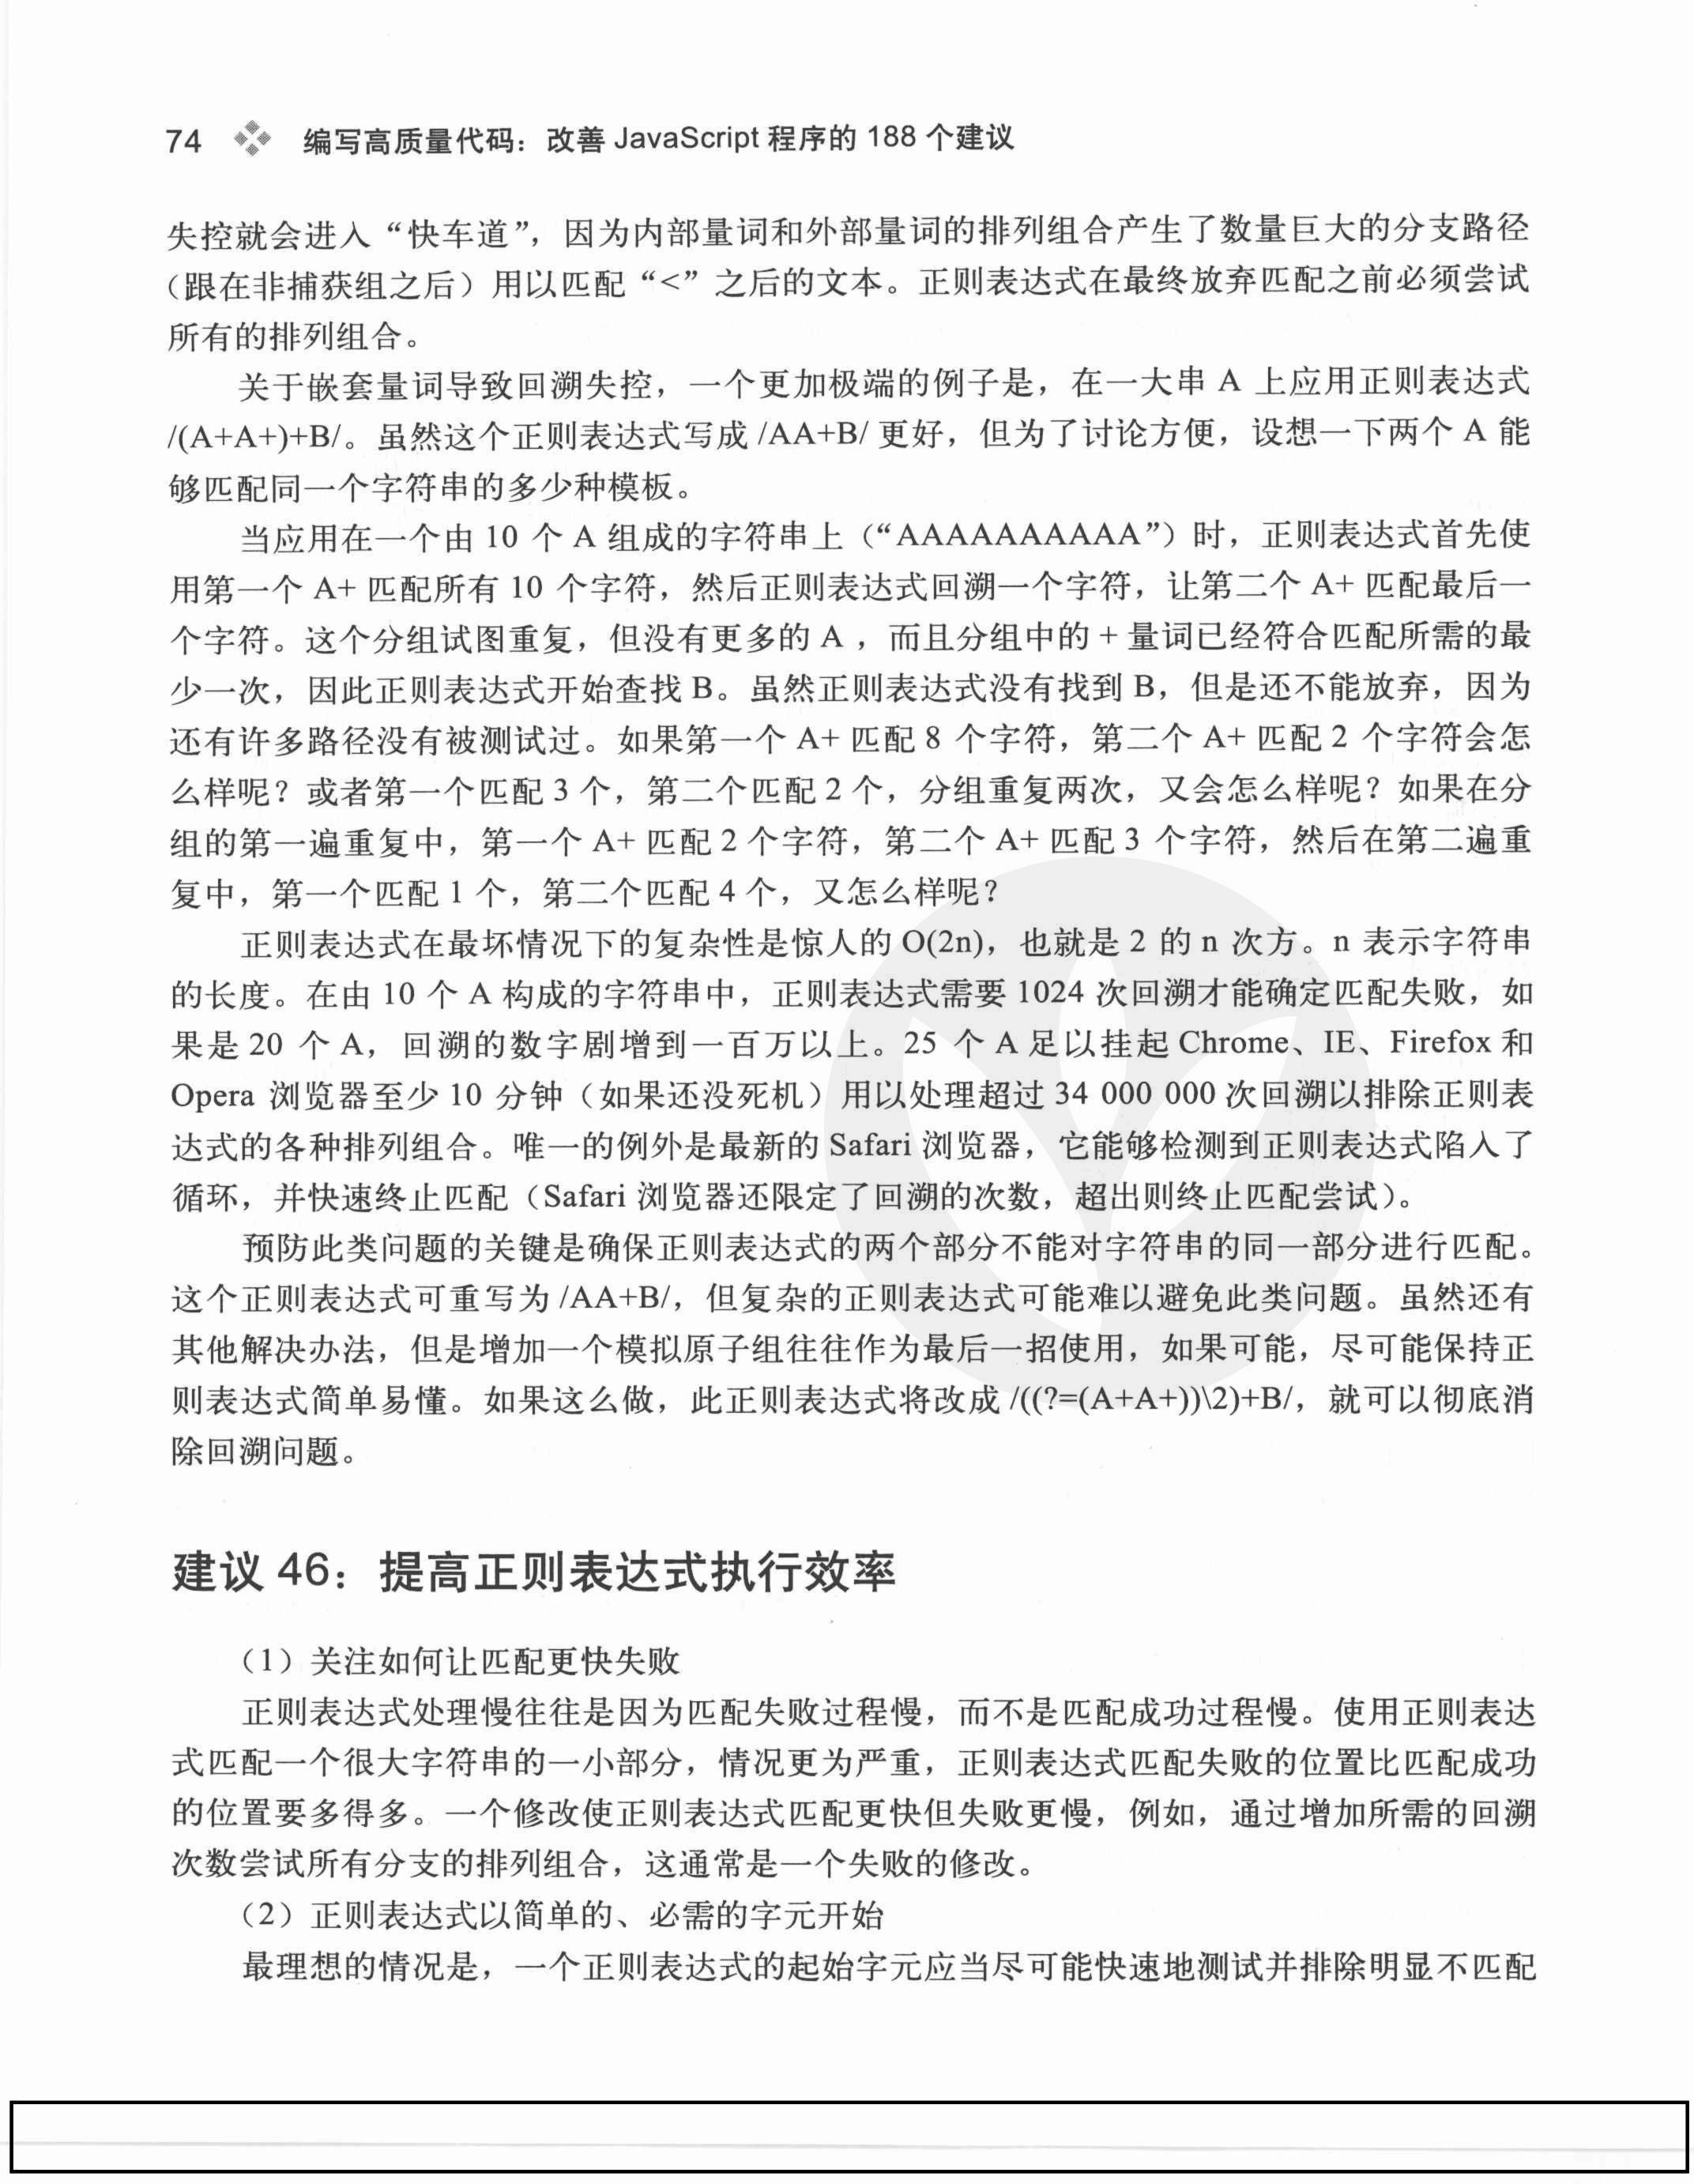 74 编写高质量代码：改善 JavaScript 程序的 188 个建议
失控就会进入“快车道”，因为内部量词和外部量词的排列组合产生了数量巨大的分支路径
（跟在非捕获组之后）用以匹配“<”之后的文本。正则表达式在最终放弃匹配之前必须尝试
所有的排列组合。
关于嵌套量词导致回溯失控，一个更加极端的例子是，在一大串 A 上应用正则表达式
/(A+A+)+B/。虽然这个正则表达式写成 /AA+B/ 更好，但为了讨论方便，设想一下两个 A 能
够匹配同一个字符串的多少种模板。
当应用在一个由 10 个 A 组成的字符串上（“AAAAAAAAAA”）时，正则表达式首先使
用第一个 A+ 匹配所有 10 个字符，然后正则表达式回溯一个字符，让第二个 A+ 匹配最后一
个字符。这个分组试图重复，但没有更多的 A ，而且分组中的 + 量词已经符合匹配所需的最
少一次，因此正则表达式开始查找 B。虽然正则表达式没有找到 B，但是还不能放弃，因为
还有许多路径没有被测试过。如果第一个 A+ 匹配 8 个字符，第二个 A+ 匹配 2 个字符会怎
么样呢？或者第一个匹配 3 个，第二个匹配 2 个，分组重复两次，又会怎么样呢？如果在分
组的第一遍重复中，第一个 A+ 匹配 2 个字符，第二个 A+ 匹配 3 个字符，然后在第二遍重
复中，第一个匹配 1 个，第二个匹配 4 个，又怎么样呢？
正则表达式在最坏情况下的复杂性是惊人的 O(2n)，也就是 2 的 n 次方。n 表示字符串
的长度。在由 10 个 A 构成的字符串中，正则表达式需要 1024 次回溯才能确定匹配失败，如
果是 20 个 A，回溯的数字剧增到一百万以上。25 个 A 足以挂起 Chrome、IE、Firefox 和
Opera 浏览器至少 10 分钟（如果还没死机）用以处理超过 34 000 000 次回溯以排除正则表
达式的各种排列组合。唯一的例外是最新的 Safari 浏览器，它能够检测到正则表达式陷入了
循环，并快速终止匹配（Safari 浏览器还限定了回溯的次数，超出则终止匹配尝试）。
预防此类问题的关键是确保正则表达式的两个部分不能对字符串的同一部分进行匹配。
这个正则表达式可重写为 /AA+B/，但复杂的正则表达式可能难以避免此类问题。虽然还有
其他解决办法，但是增加一个模拟原子组往往作为最后一招使用，如果可能，尽可能保持正
则表达式简单易懂。如果这么做，此正则表达式将改成 /((?=(A+A+))\2)+B/，就可以彻底消
除回溯问题。
建议 46：提高正则表达式执行效率
（1）关注如何让匹配更快失败
正则表达式处理慢往往是因为匹配失败过程慢，而不是匹配成功过程慢。使用正则表达
式匹配一个很大字符串的一小部分，情况更为严重，正则表达式匹配失败的位置比匹配成功
的位置要多得多。一个修改使正则表达式匹配更快但失败更慢，例如，通过增加所需的回溯
次数尝试所有分支的排列组合，这通常是一个失败的修改。
（2）正则表达式以简单的、必需的字元开始
最理想的情况是，一个正则表达式的起始字元应当尽可能快速地测试并排除明显不匹配